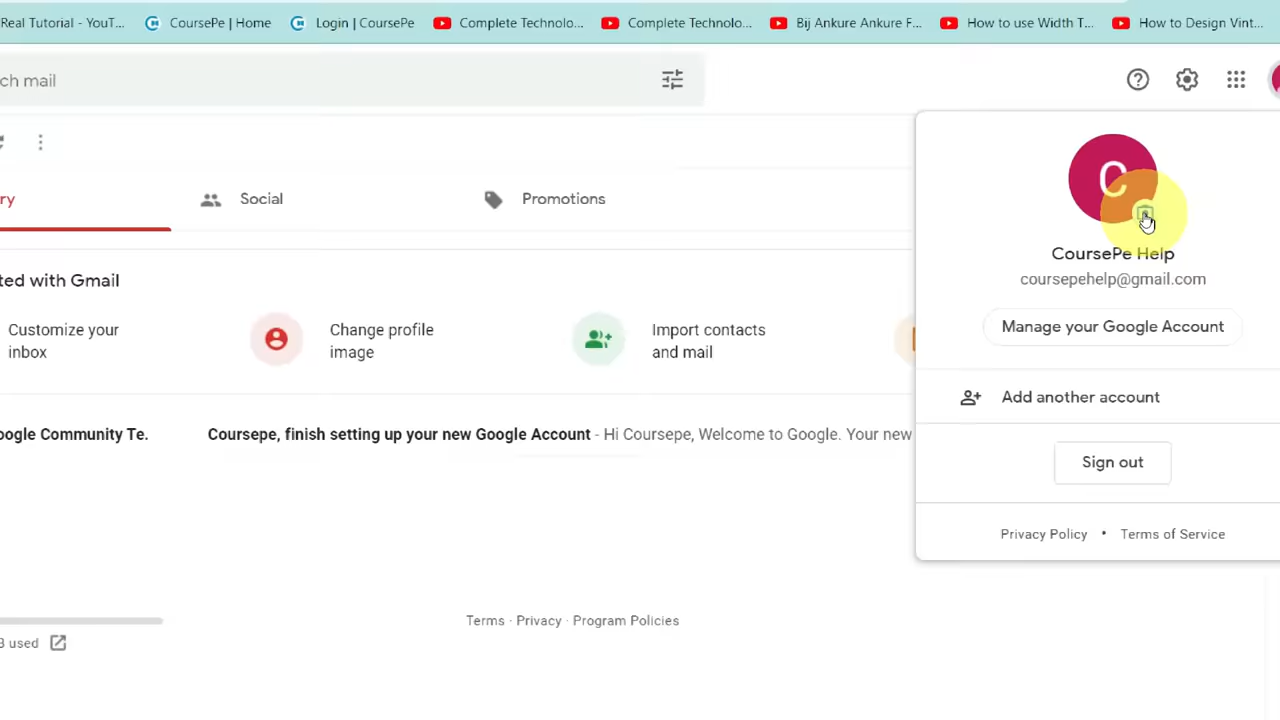 Real Tutorial - YouT... CoursePe | Home Login | CoursePe Complete Technolo... Complete Technolo... Bij Ankure Ankure F... How to use Width T... How to Design Vint...
ch mail
ry Social Promotions
C
CoursePe Help
coursepehelp@gmail.com
Manage your Google Account
Add another account
Sign out
Privacy Policy • Terms of Service
ted with Gmail
Customize your
inbox
Change profile
image
Import contacts
and mail
oogle Community Te. Coursepe, finish setting up your new Google Account - Hi Coursepe, Welcome to Google. Your new
Terms · Privacy · Program Policies
B used